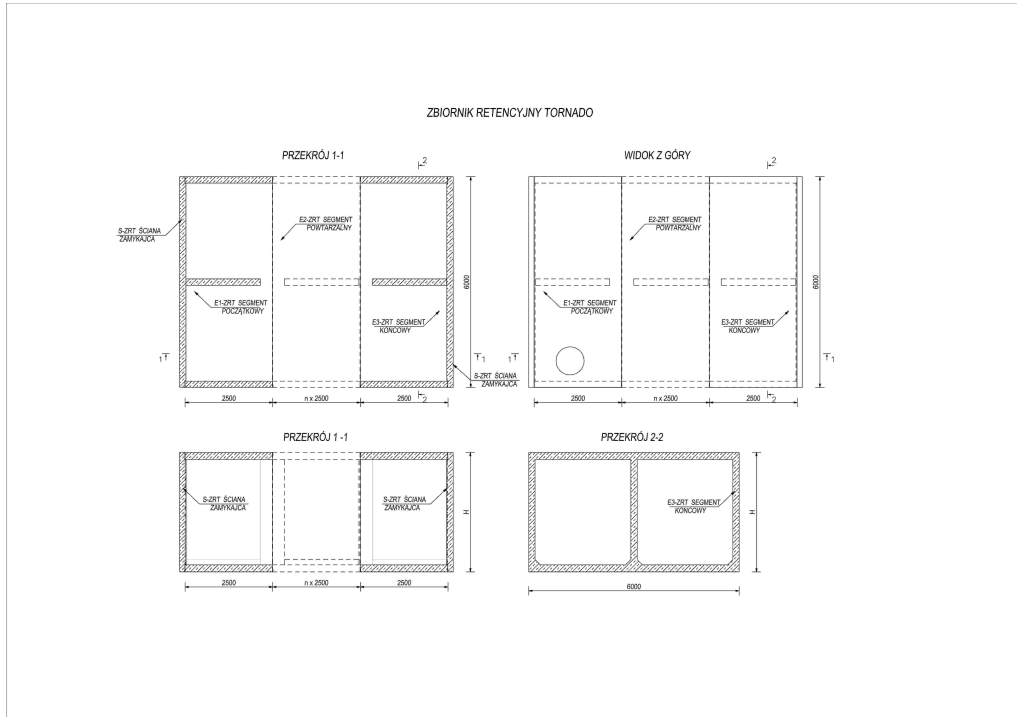 ZBIORNIK RETENCYJNY TORNADO
PRZEKRÓJ 1-1
2
S-ZRT ŚCIANA
ZAMYKAJCA
E2-ZRT SEGMENT
POWTARZALNY
E1-ZRT SEGMENT
POCZĄTKOWY
E3-ZRT SEGMENT
KONCOWY
6000
1
1
S-ZRT ŚCIANA
ZAMYKAJCA
2500
n x 2500
2500
2
WIDOK Z GÓRY
2
E2-ZRT SEGMENT
POWTARZALNY
E1-ZRT SEGMENT
POCZĄTKOWY
E3-ZRT SEGMENT
KONCOWY
6000
1
1
2500
n x 2500
2500
2
PRZEKRÓJ 1 -1
S-ZRT ŚCIANA
ZAMYKAJCA
S-ZRT ŚCIANA
ZAMYKAJCA
H
2500
n x 2500
2500
PRZEKRÓJ 2-2
E3-ZRT SEGMENT
KONCOWY
H
6000